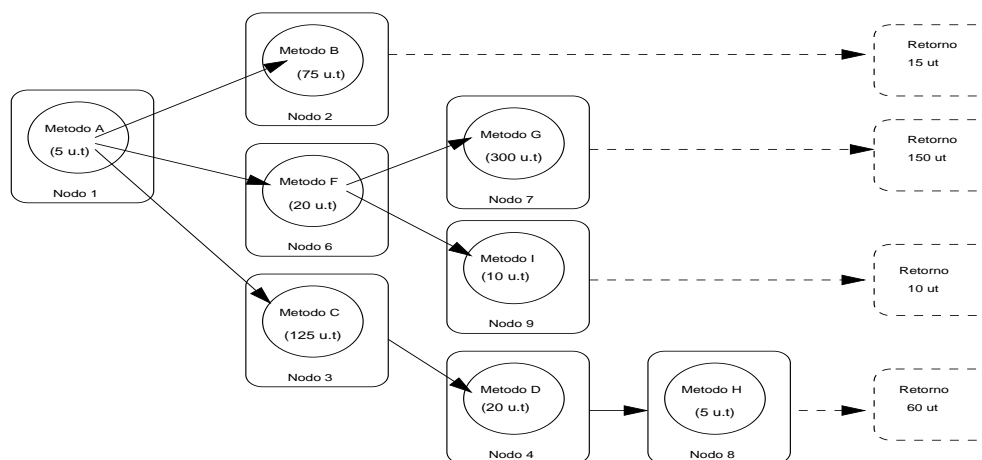 Metodo A
(5 u.t)
Nodo 1
Metodo B
(75 u.t)
Nodo 2
Metodo F
(20 u.t)
Nodo 6
Metodo C
(125 u.t)
Nodo 3
Metodo G
(300 u.t)
Nodo 7
Metodo I
(10 u.t)
Nodo 9
Metodo D
(20 u.t)
Nodo 4
Metodo H
(5 u.t)
Nodo 8
Retorno
15 ut
Retorno
150 ut
Retorno
10 ut
Retorno
60 ut